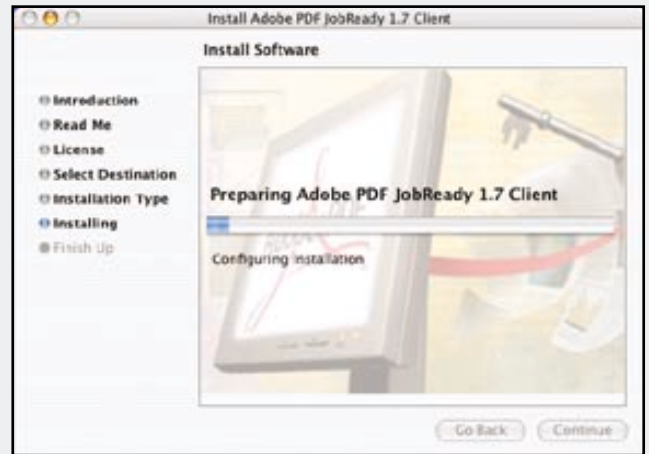 Install Adobe PDF JobReady 1.7 Client
Install Software
Introduction
Read Me
License
Select Destination
Installation Type
Installing
Finish Up
Preparing Adobe PDF JobReady 1.7 Client
Configuring installation
Go Back
Continue